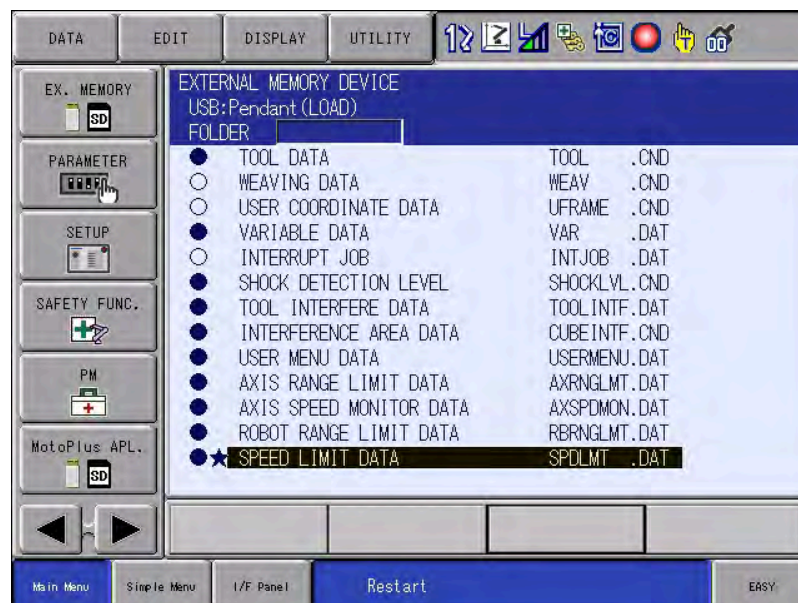 DATA EDIT DISPLAY UTILITY
EX. MEMORY
SD
PARAMETER
SETUP
SAFETY FUNC.
PM
MotoPlus APL.
SD
EXTERNAL MEMORY DEVICE
USB:Pendant(LOAD)
FOLDER
TOOL DATA TOOL .CND
WEAVING DATA WEAV .CND
USER COORDINATE DATA UFRAME .CND
VARIABLE DATA VAR .DAT
INTERRUPT JOB INTJOB .DAT
SHOCK DETECTION LEVEL SHOCKLVL.CND
TOOL INTERFERE DATA TOOLINTF.DAT
INTERFERENCE AREA DATA CUBEINTF.CND
USER MENU DATA USERMENU.DAT
AXIS RANGE LIMIT DATA AXRNGLMT.DAT
AXIS SPEED MONITOR DATA AXSPDMON.DAT
ROBOT RANGE LIMIT DATA RBRNGLMT.DAT
SPEED LIMIT DATA SPDLMT .DAT
Main Menu Simple Menu I/F Panel Restart EASY